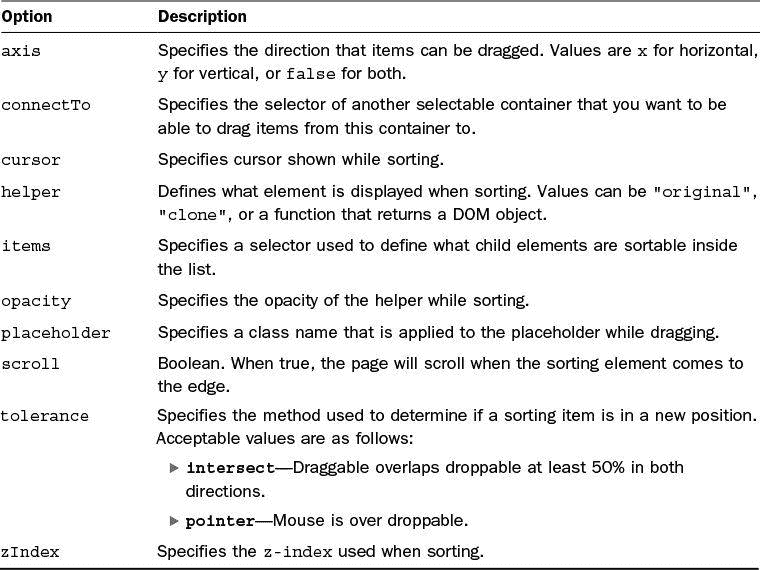 Option Description
axis Specifies the direction that items can be dragged. Values are x for horizontal,
y for vertical, or false for both.
connectTo Specifies the selector of another selectable container that you want to be
able to drag items from this container to.
cursor Specifies cursor shown while sorting.
helper Defines what element is displayed when sorting. Values can be "original",
"clone", or a function that returns a DOM object.
items Specifies a selector used to define what child elements are sortable inside
the list.
opacity Specifies the opacity of the helper while sorting.
placeholder Specifies a class name that is applied to the placeholder while dragging.
scroll Boolean. When true, the page will scroll when the sorting element comes to
the edge.
tolerance Specifies the method used to determine if a sorting item is in a new position.
Acceptable values are as follows:
▶ intersect—Draggable overlaps droppable at least 50% in both
directions.
▶ pointer—Mouse is over droppable.
zIndex Specifies the z-index used when sorting.